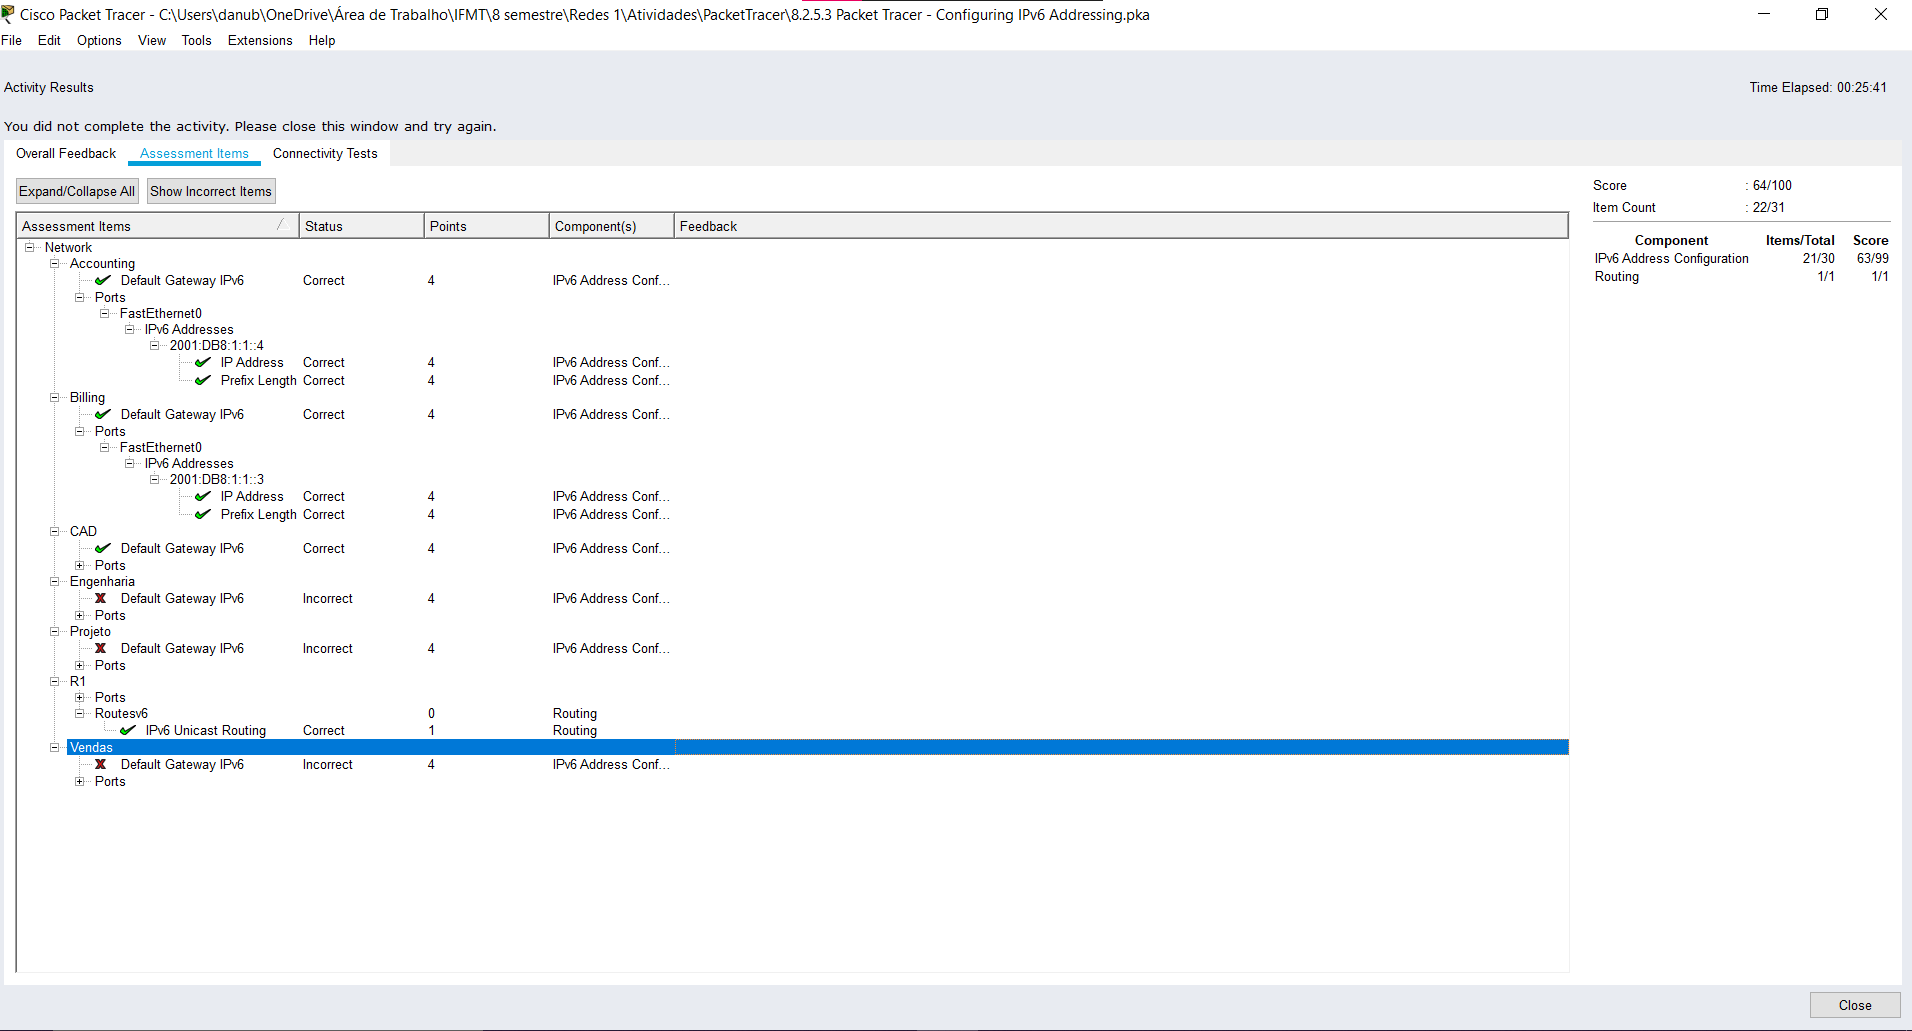 Cisco Packet Tracer - C:\Users\danub\OneDrive\Área de Trabalho\IFMT\8 semestre\Redes 1\Atividades\PacketTracer\8.2.5.3 Packet Tracer - Configuring IPv6 Addressing.pka
File Edit Options View Tools Extensions Help
Activity Results Time Elapsed: 00:25:41
You did not complete the activity. Please close this window and try again.
Overall Feedback Assessment Items Connectivity Tests
Expand/Collapse All Show Incorrect Items
Score : 64/100
Item Count : 22/31
Component Items/Total Score
IPv6 Address Configuration 21/30 63/99
Routing 1/1 1/1
Assessment Items Status Points Component(s) Feedback
Network
Accounting
Default Gateway IPv6 Correct 4 IPv6 Address Conf...
Ports
FastEthernet0
IPv6 Addresses
2001:DB8:1:1::4
IP Address Correct 4 IPv6 Address Conf...
Prefix Length Correct 4 IPv6 Address Conf...
Billing
Default Gateway IPv6 Correct 4 IPv6 Address Conf...
Ports
FastEthernet0
IPv6 Addresses
2001:DB8:1:1::3
IP Address Correct 4 IPv6 Address Conf...
Prefix Length Correct 4 IPv6 Address Conf...
CAD
Default Gateway IPv6 Correct 4 IPv6 Address Conf...
Ports
Engenharia
Default Gateway IPv6 Incorrect 4 IPv6 Address Conf...
Ports
Projeto
Default Gateway IPv6 Incorrect 4 IPv6 Address Conf...
Ports
R1
Ports
Routesv6 0 Routing
IPv6 Unicast Routing Correct 1 Routing
Vendas
Default Gateway IPv6 Incorrect 4 IPv6 Address Conf...
Ports
Close